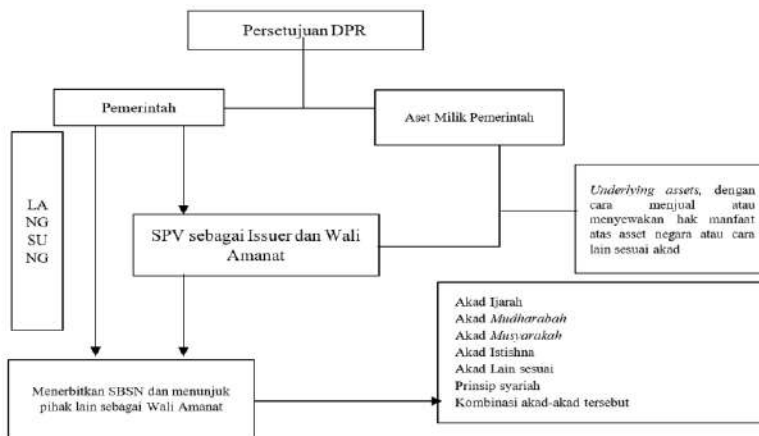 Persetujuan DPR
Pemerintah
Aset Milik Pemerintah
LA
NG
SU
NG
Underlying assets, dengan
cara menjual atau
menyewakan hak manfaat
atas asset negara atau cara
lain sesuai akad
SPV sebagai Issuer dan Wali
Amanat
Akad Ijarah
Akad Mudharabah
Akad Musyarakah
Akad Istishna
Akad Lain sesuai
Prinsip syariah
Kombinasi akad-akad tersebut
Menerbitkan SBSN dan menunjuk
pihak lain sebagai Wali Amanat